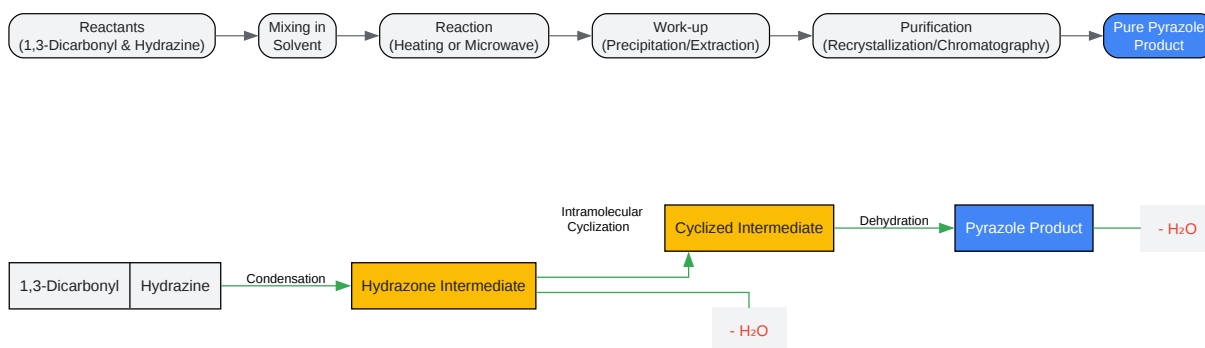 Reactants
(1,3-Dicarbonyl & Hydrazine)
Mixing in
Solvent
Reaction
(Heating or Microwave)
Work-up
(Precipitation/Extraction)
Purification
(Recrystallization/Chromatography)
Pure Pyrazole
Product
1,3-Dicarbonyl
Hydrazine
Condensation
Hydrazone Intermediate
- H₂O
Intramolecular
Cyclization
Cyclized Intermediate
Dehydration
Pyrazole Product
- H₂O